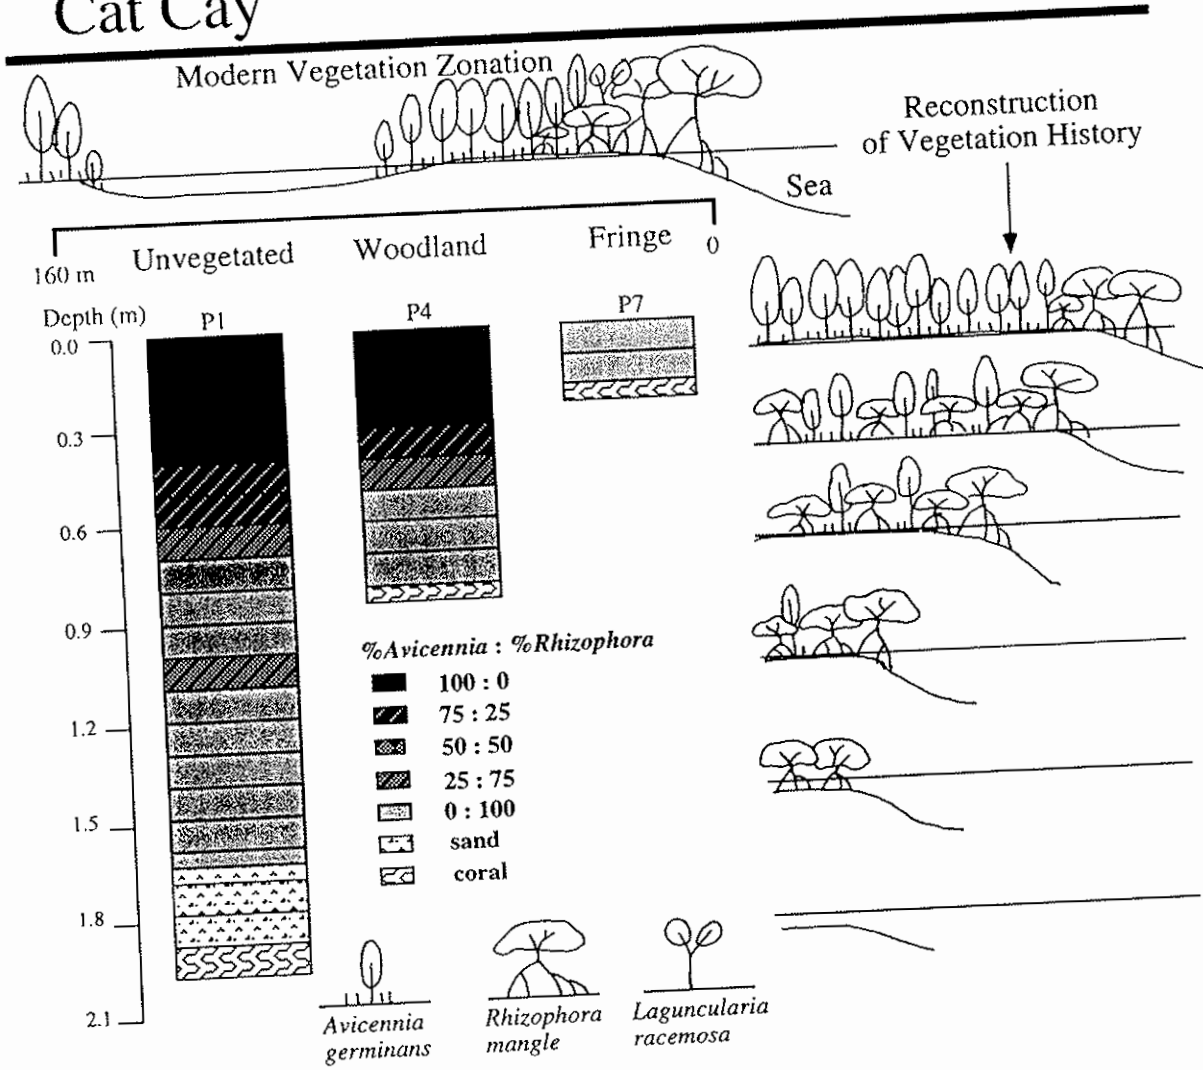 Cat Cay
Modern Vegetation Zonation
Reconstruction
of Vegetation History
Sea
160 m
Unvegetated
Woodland
Fringe
0
Depth (m)
P1
P4
P7
0.0
0.3
0.6
0.9
1.2
1.5
1.8
2.1
%Avicennia : %Rhizophora
100 : 0
75 : 25
50 : 50
25 : 75
0 : 100
sand
coral
Avicennia
germinans
Rhizophora
mangle
Laguncularia
racemosa